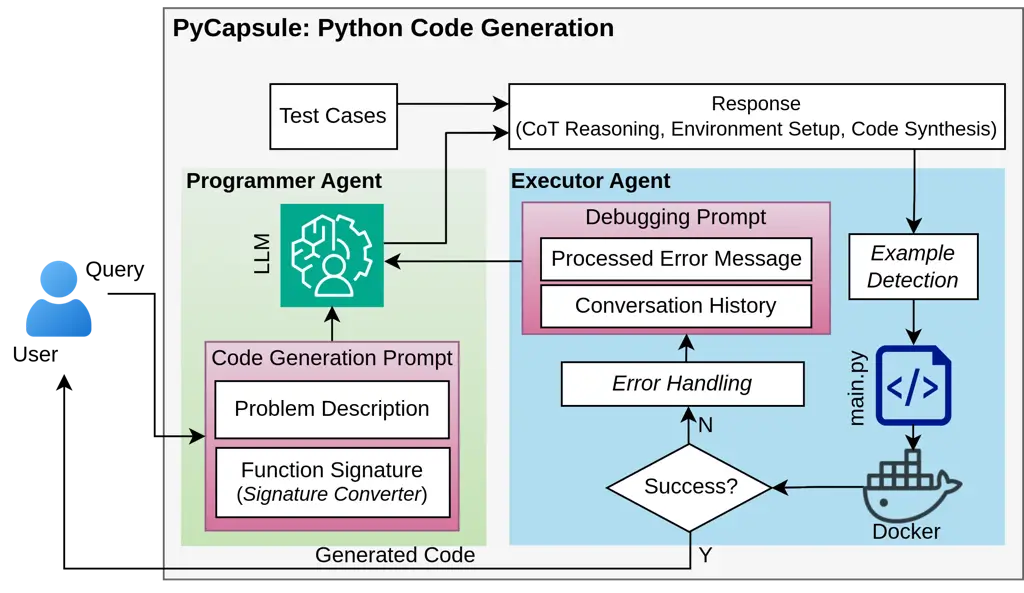 PyCapsule: Python Code Generation
Test Cases
Response
(CoT Reasoning, Environment Setup, Code Synthesis)
Programmer Agent
LLM
Code Generation Prompt
Problem Description
Function Signature
(Signature Converter)
Executor Agent
Debugging Prompt
Processed Error Message
Conversation History
Error Handling
N
Success?
Y
Example
Detection
main.py
</>
Docker
Query
User
Generated Code